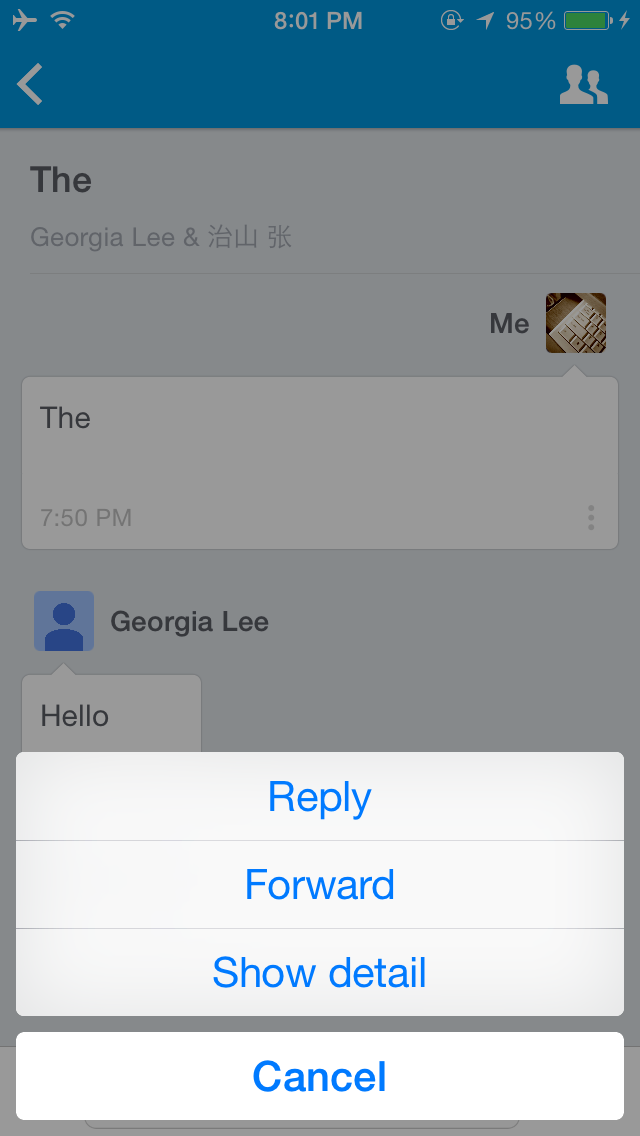 8:01 PM 95%
The
Georgia Lee & 治山 张
Me
The
7:50 PM
Georgia Lee
Hello
Reply
Forward
Show detail
Cancel